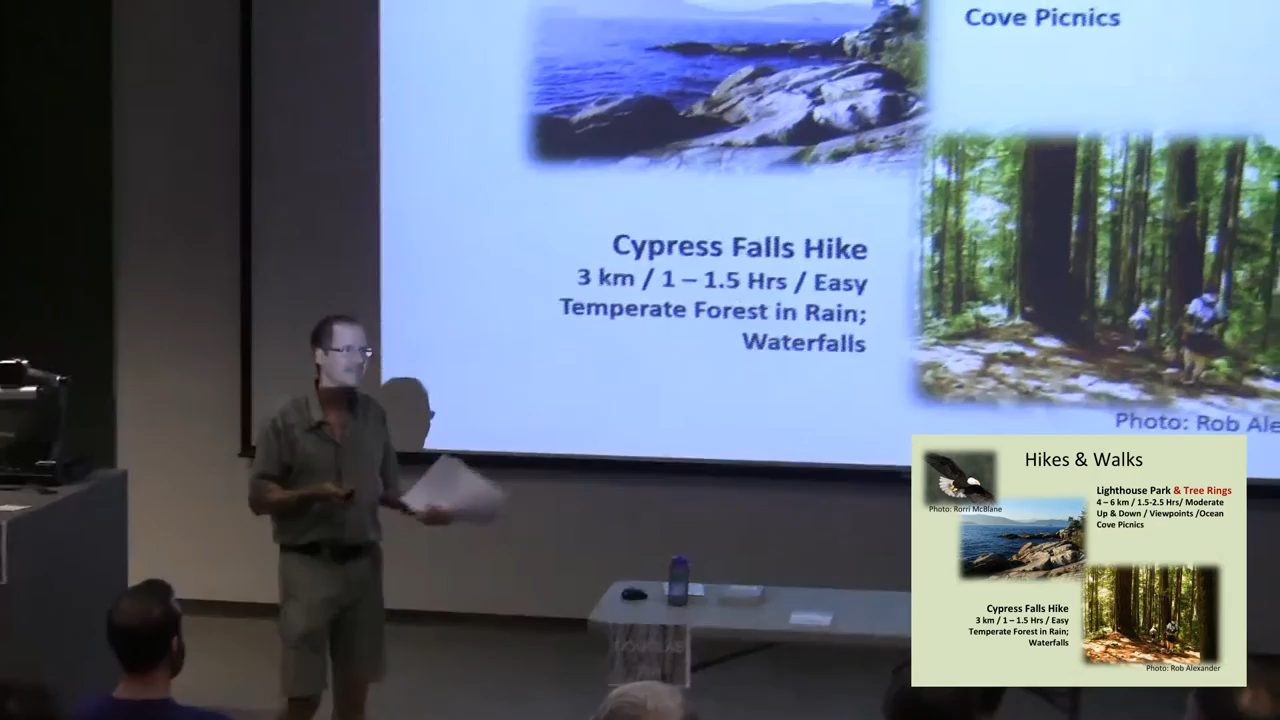 Cove Picnics
Cypress Falls Hike
3 km / 1 – 1.5 Hrs / Easy
Temperate Forest in Rain;
Waterfalls
Photo: Rob Ale
Hikes & Walks
Photo: Rorri McBlane
Lighthouse Park & Tree Rings
4 – 6 km / 1.5-2.5 Hrs/ Moderate
Up & Down / Viewpoints /Ocean
Cove Picnics
Cypress Falls Hike
3 km / 1 – 1.5 Hrs / Easy
Temperate Forest in Rain;
Waterfalls
Photo: Rob Alexander